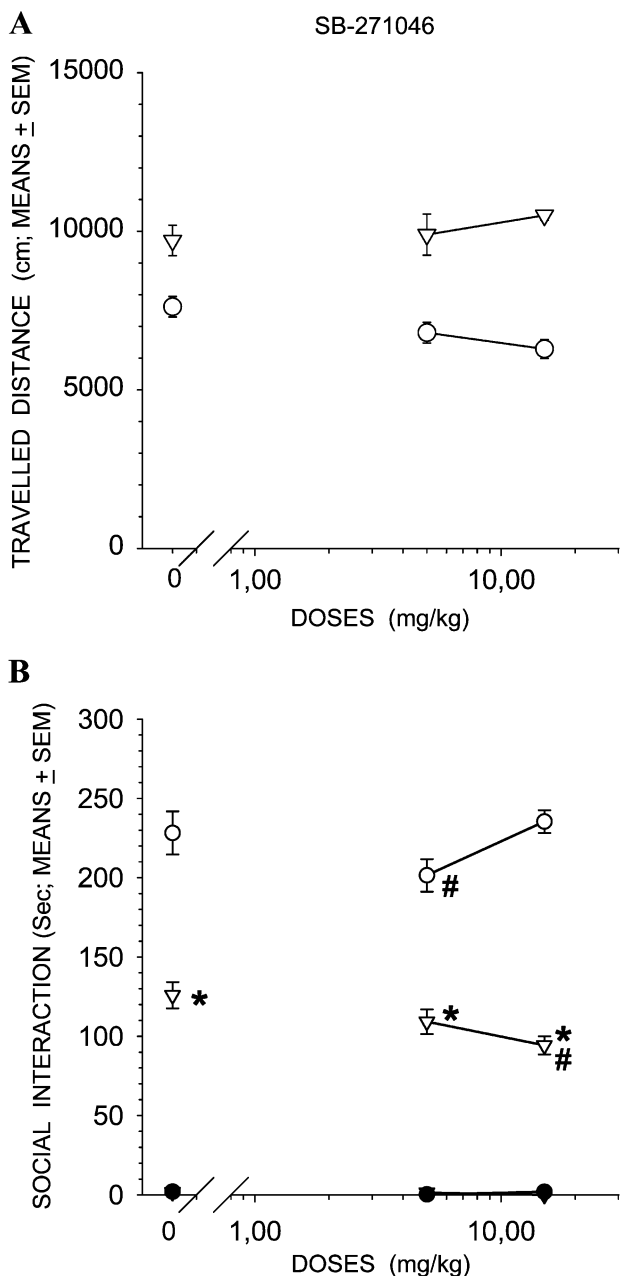 A
SB-271046
TRAVELLED DISTANCE (cm; MEANS ± SEM)
15000
10000
5000
0
0 1,00 10,00
DOSES (mg/kg)
B
SOCIAL INTERACTION (Sec; MEANS ± SEM)
300
250
200
#
150
*
*
100
*
#
50
0
0 1,00 10,00
DOSES (mg/kg)